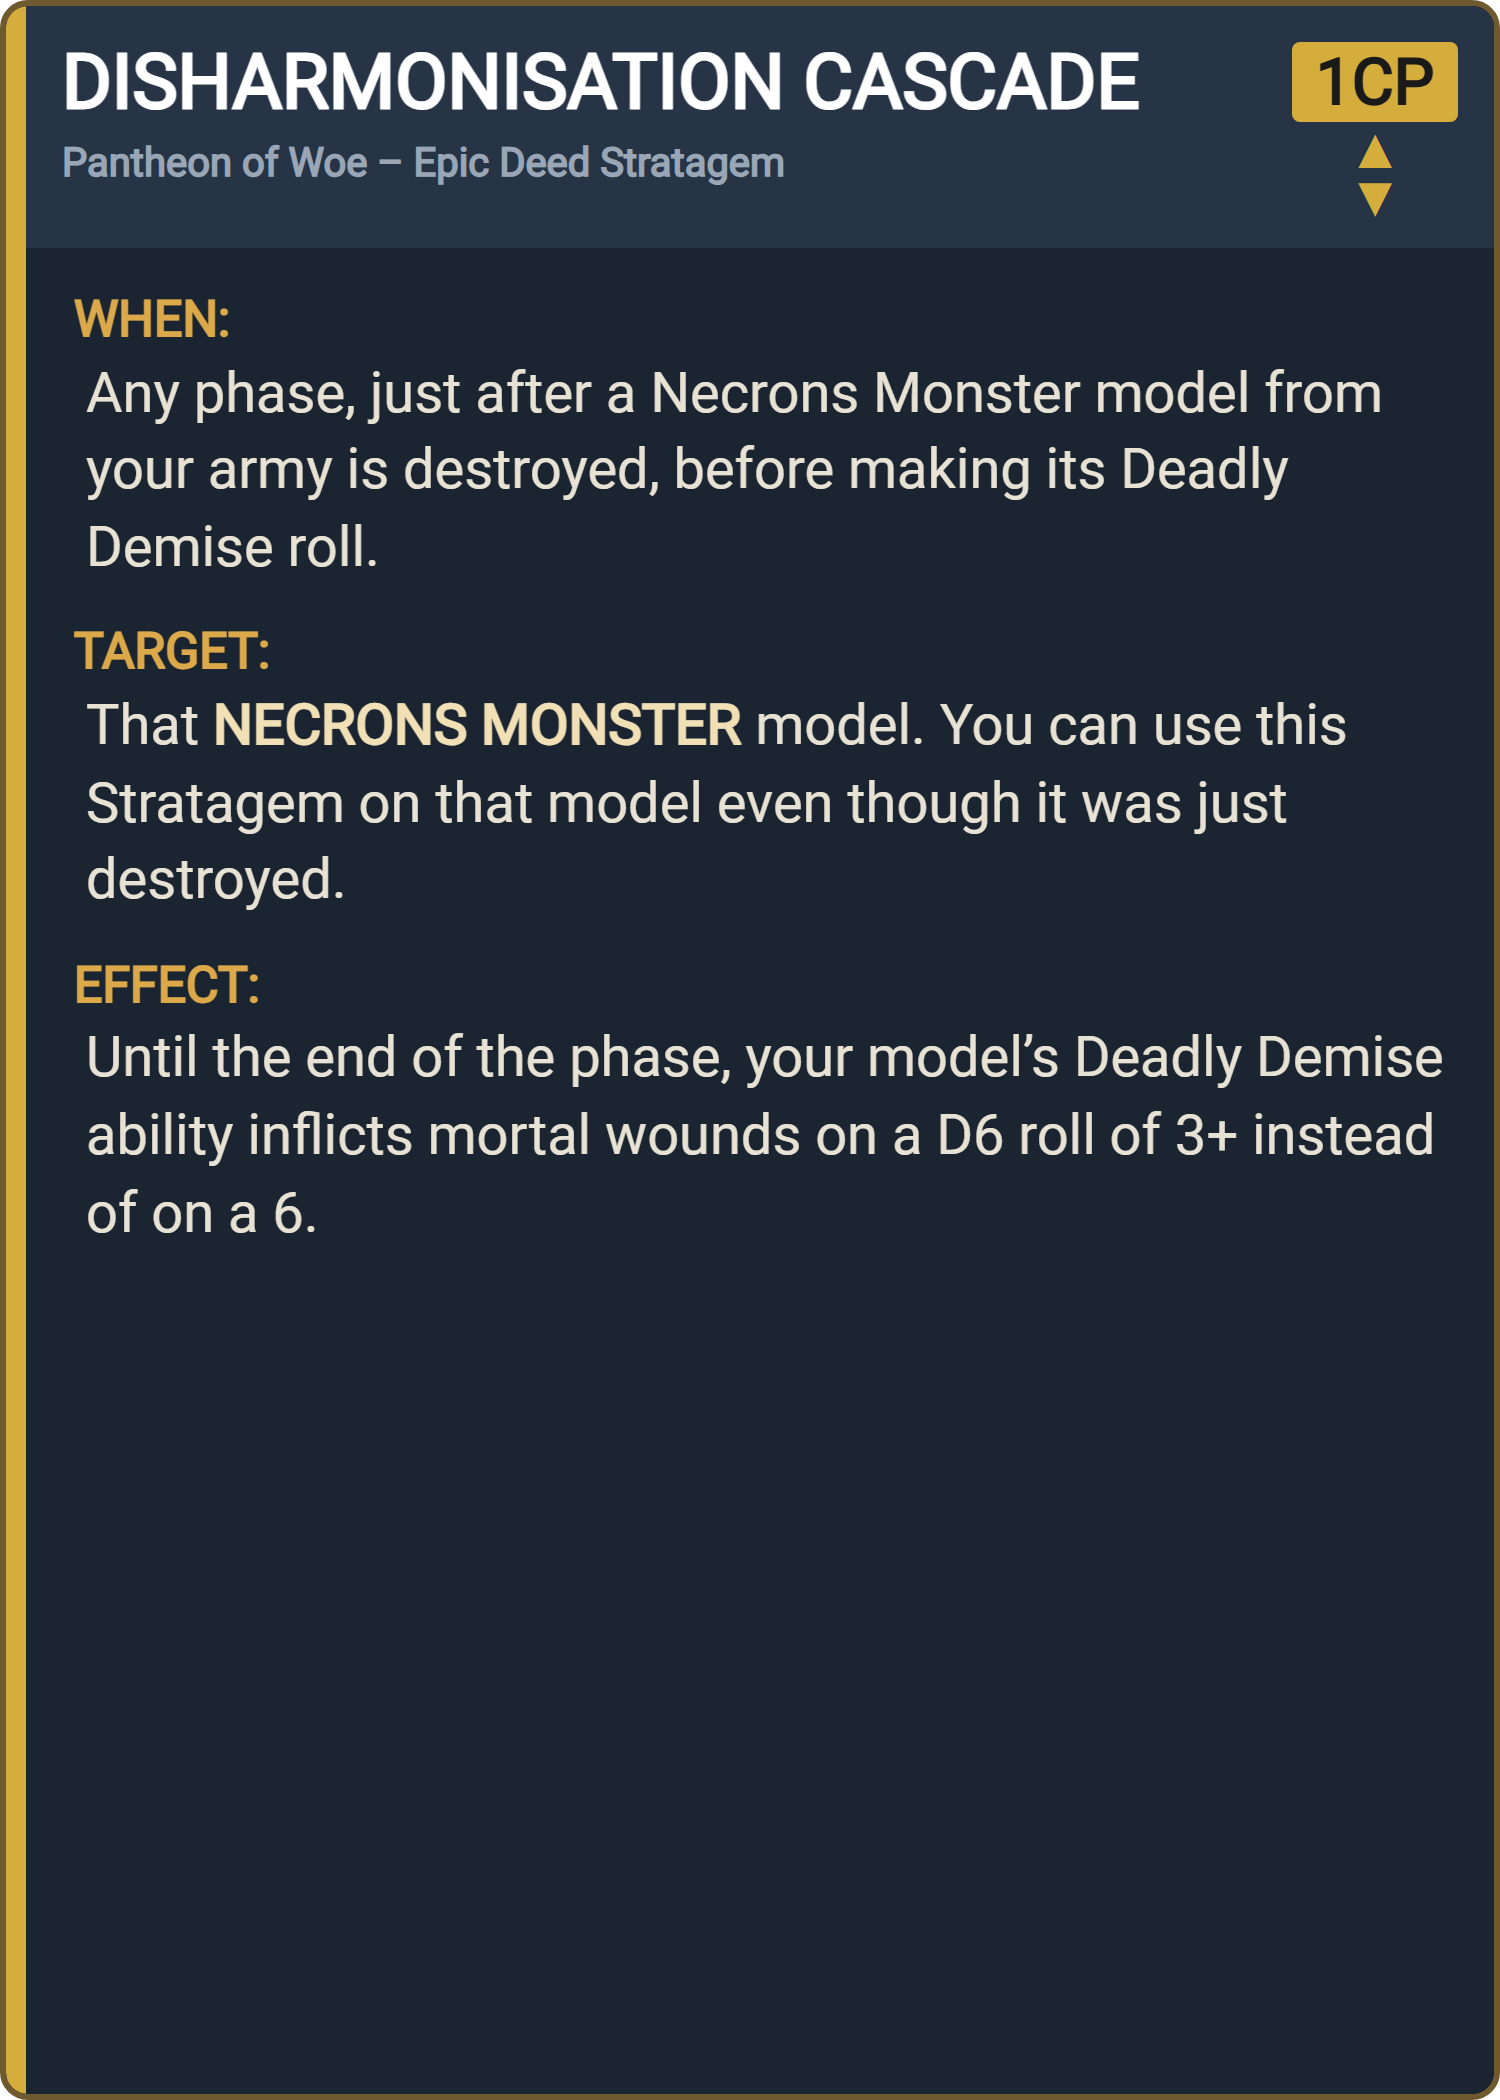 DISHARMONISATION CASCADE
1CP
Pantheon of Woe – Epic Deed Stratagem
WHEN:
Any phase, just after a Necrons Monster model from
your army is destroyed, before making its Deadly
Demise roll.
TARGET:
That NECRONS MONSTER model. You can use this
Stratagem on that model even though it was just
destroyed.
EFFECT:
Until the end of the phase, your model’s Deadly Demise
ability inflicts mortal wounds on a D6 roll of 3+ instead
of on a 6.